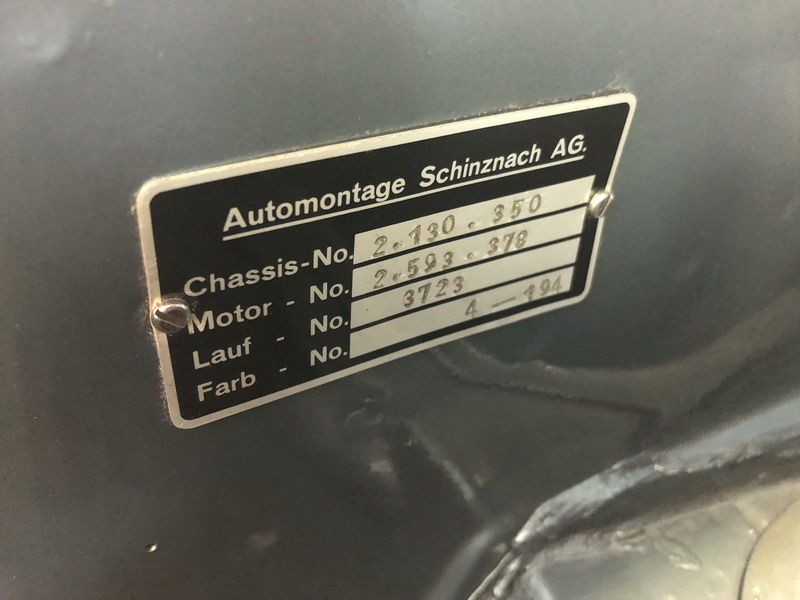 Automontage Schinznach AG.
Chassis-No. 2.130.350
Motor - No. 2.593.378
Lauf - No. 3723
Farb - No. 4 — 194